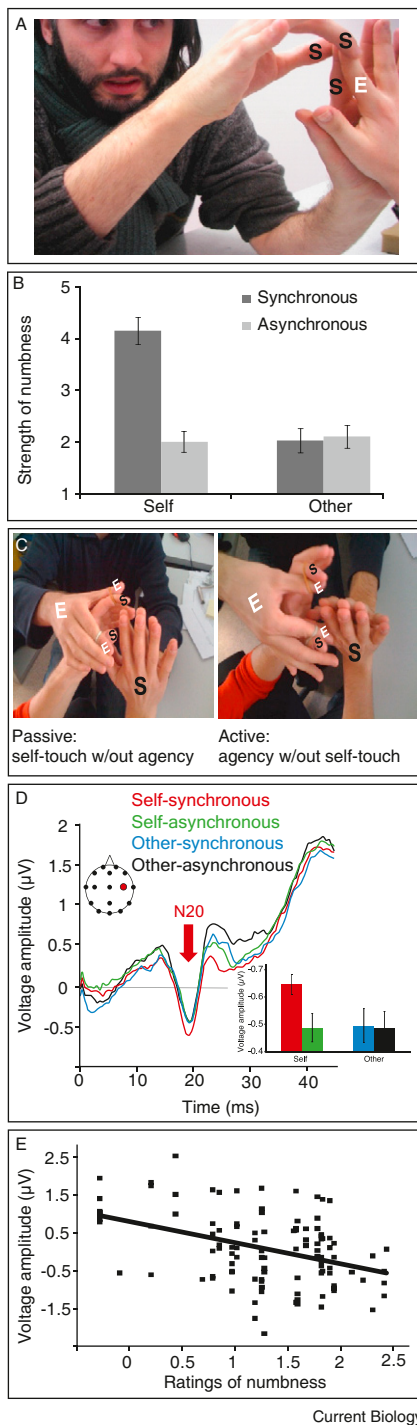 A
S
S
S
E
B
5
Synchronous
Asynchronous
4
3
2
1
Strength of numbness
Self Other
C
E
E
S
S
E
S
E
S
E
S
E
S
Passive: Active:
self-touch w/out agency agency w/out self-touch
D
Self-synchronous
Self-asynchronous
Other-synchronous
Other-asynchronous
2
1.5
1
0.5
0
-0.5
Voltage amplitude (µV)
N20
-0.7
-0.6
-0.5
-0.4
Voltage amplitude (µV)
Self Other
0 10 20 30 40
Time (ms)
E
2.5
1.5
0.5
-0.5
-1.5
Voltage amplitude (µV)
0 0.5 1 1.5 2 2.5
Ratings of numbness
Current Biology